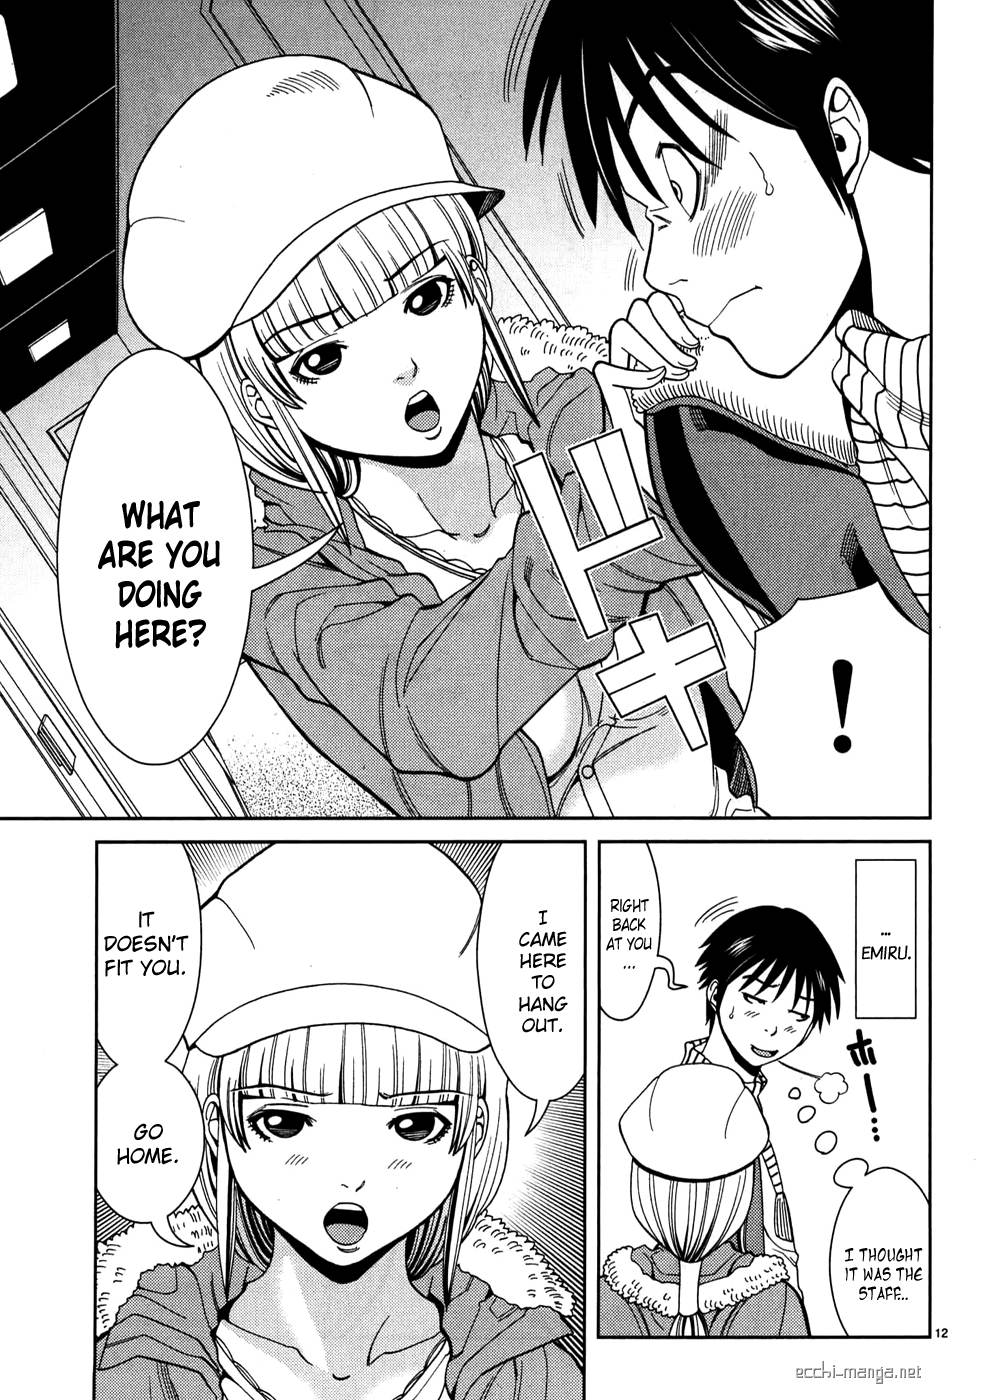 !
WHAT
ARE YOU
DOING
HERE?
ドキ
...
EMIRU.
RIGHT
BACK
AT YOU
...
ホー…
I THOUGHT
IT WAS THE
STAFF...
I
CAME
HERE
TO
HANG
OUT.
IT
DOESN'T
FIT YOU.
GO
HOME.
12
ecchi-manga.net